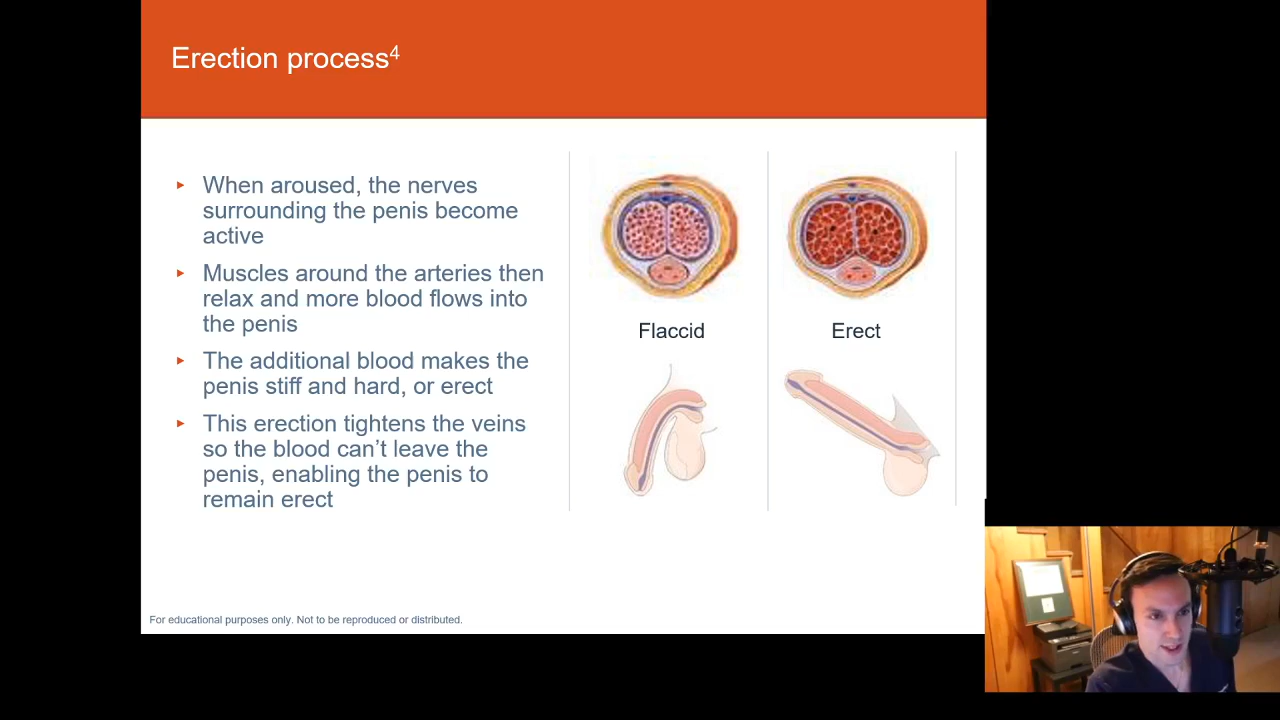 Erection process4
▸ When aroused, the nerves
surrounding the penis become
active
▸ Muscles around the arteries then
relax and more blood flows into
the penis
▸ The additional blood makes the
penis stiff and hard, or erect
▸ This erection tightens the veins
so the blood can’t leave the
penis, enabling the penis to
remain erect
Flaccid
Erect
For educational purposes only. Not to be reproduced or distributed.